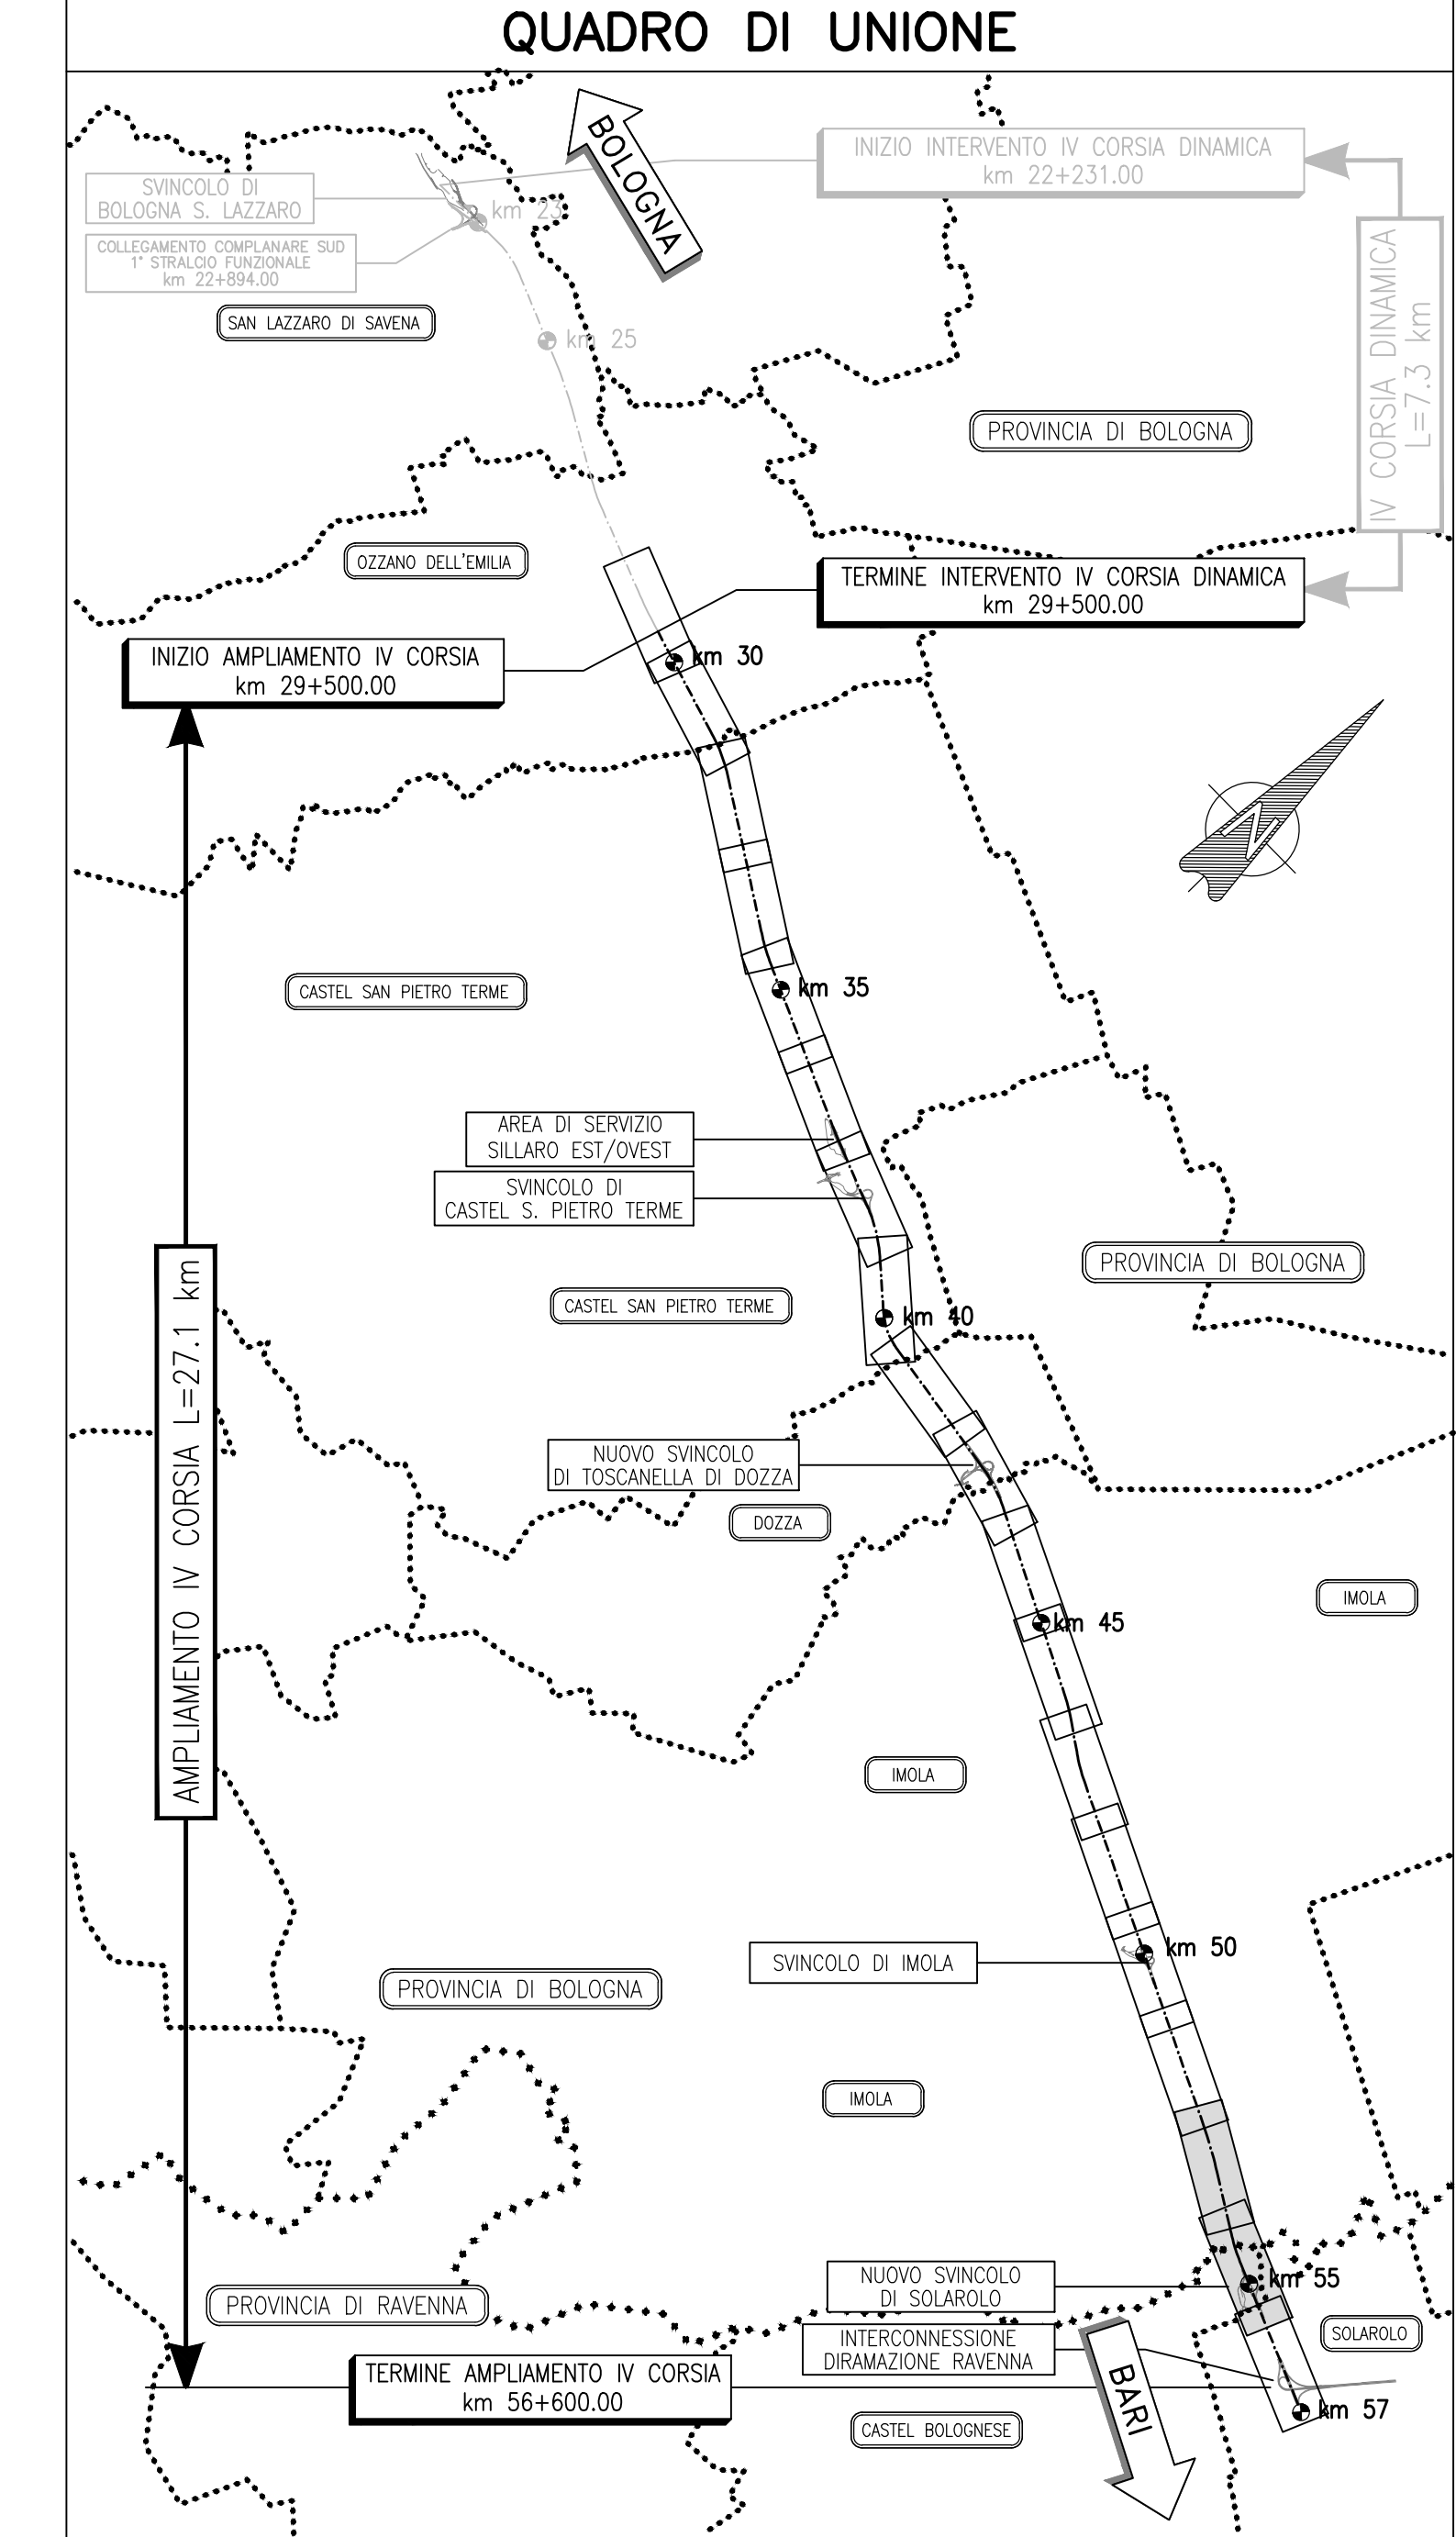 QUADRO DI UNIONE
BOLOGNA
INIZIO INTERVENTO IV CORSIA DINAMICA
km 22+231.00
SVINCOLO DI
BOLOGNA S. LAZZARO
km 23
COLLEGAMENTO COMPLANARE SUD
1° STRALCIO FUNZIONALE
km 22+894.00
IV CORSIA DINAMICA
L=7.3 km
SAN LAZZARO DI SAVENA
km 25
PROVINCIA DI BOLOGNA
OZZANO DELL'EMILIA
TERMINE INTERVENTO IV CORSIA DINAMICA
km 29+500.00
INIZIO AMPLIAMENTO IV CORSIA
km 29+500.00
km 30
N
CASTEL SAN PIETRO TERME
km 35
AREA DI SERVIZIO
SILLARO EST/OVEST
SVINCOLO DI
CASTEL S. PIETRO TERME
PROVINCIA DI BOLOGNA
CASTEL SAN PIETRO TERME
km 40
AMPLIAMENTO IV CORSIA L=27.1 km
NUOVO SVINCOLO
DI TOSCANELLA DI DOZZA
DOZZA
IMOLA
km 45
IMOLA
km 50
SVINCOLO DI IMOLA
PROVINCIA DI BOLOGNA
IMOLA
NUOVO SVINCOLO
DI SOLAROLO
km 55
PROVINCIA DI RAVENNA
SOLAROLO
INTERCONNESSIONE
DIRAMAZIONE RAVENNA
TERMINE AMPLIAMENTO IV CORSIA
km 56+600.00
BARI
km 57
CASTEL BOLOGNESE